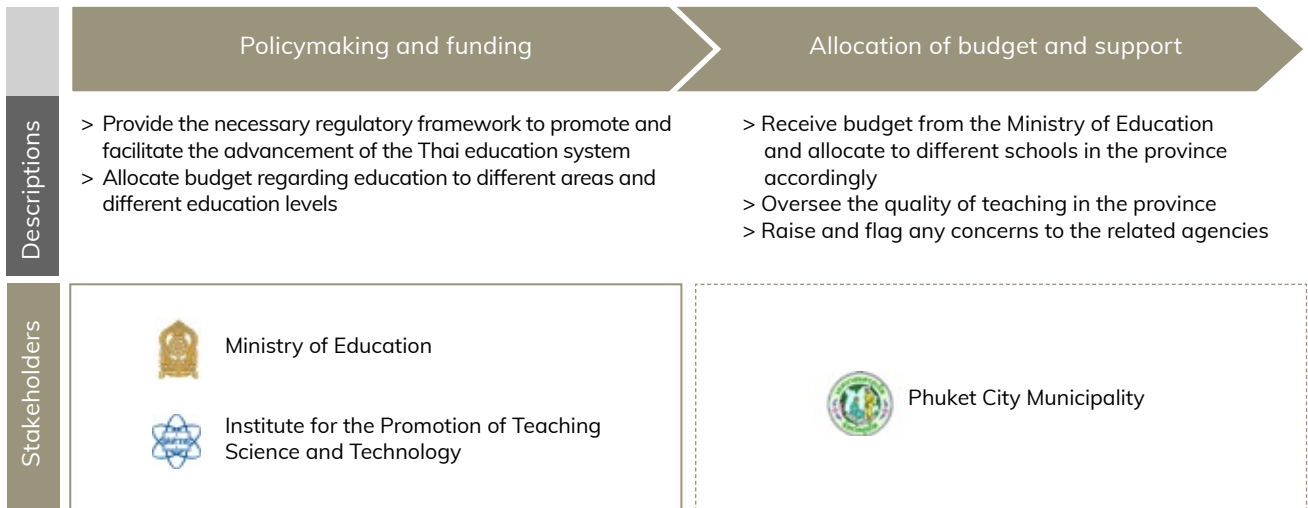 Policymaking and funding
Allocation of budget and support
Descriptions
> Provide the necessary regulatory framework to promote and
facilitate the advancement of the Thai education system
> Allocate budget regarding education to different areas and
different education levels
> Receive budget from the Ministry of Education
and allocate to different schools in the province
accordingly
> Oversee the quality of teaching in the province
> Raise and flag any concerns to the related agencies
Stakeholders
Ministry of Education
Institute for the Promotion of Teaching
Science and Technology
Phuket City Municipality